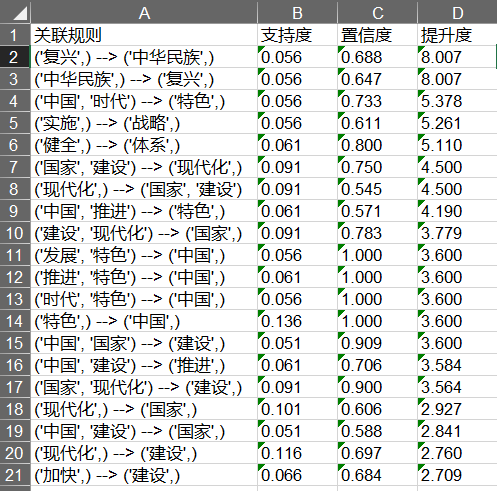 A B C D
1 关联规则 支持度 置信度 提升度
2 ('复兴',) --> ('中华民族',) 0.056 0.688 8.007
3 ('中华民族',) --> ('复兴',) 0.056 0.647 8.007
4 ('中国', '时代') --> ('特色',) 0.056 0.733 5.378
5 ('实施',) --> ('战略',) 0.056 0.611 5.261
6 ('健全',) --> ('体系',) 0.061 0.800 5.110
7 ('国家', '建设') --> ('现代化',) 0.091 0.750 4.500
8 ('现代化',) --> ('国家', '建设') 0.091 0.545 4.500
9 ('中国', '推进') --> ('特色',) 0.061 0.571 4.190
10 ('建设', '现代化') --> ('国家',) 0.091 0.783 3.779
11 ('发展', '特色') --> ('中国',) 0.056 1.000 3.600
12 ('推进', '特色') --> ('中国',) 0.061 1.000 3.600
13 ('时代', '特色') --> ('中国',) 0.056 1.000 3.600
14 ('特色',) --> ('中国',) 0.136 1.000 3.600
15 ('中国', '国家') --> ('建设',) 0.051 0.909 3.600
16 ('中国', '建设') --> ('推进',) 0.061 0.706 3.584
17 ('国家', '现代化') --> ('建设',) 0.091 0.900 3.564
18 ('现代化',) --> ('国家',) 0.101 0.606 2.927
19 ('中国', '建设') --> ('国家',) 0.051 0.588 2.841
20 ('现代化',) --> ('建设',) 0.116 0.697 2.760
21 ('加快',) --> ('建设',) 0.066 0.684 2.709